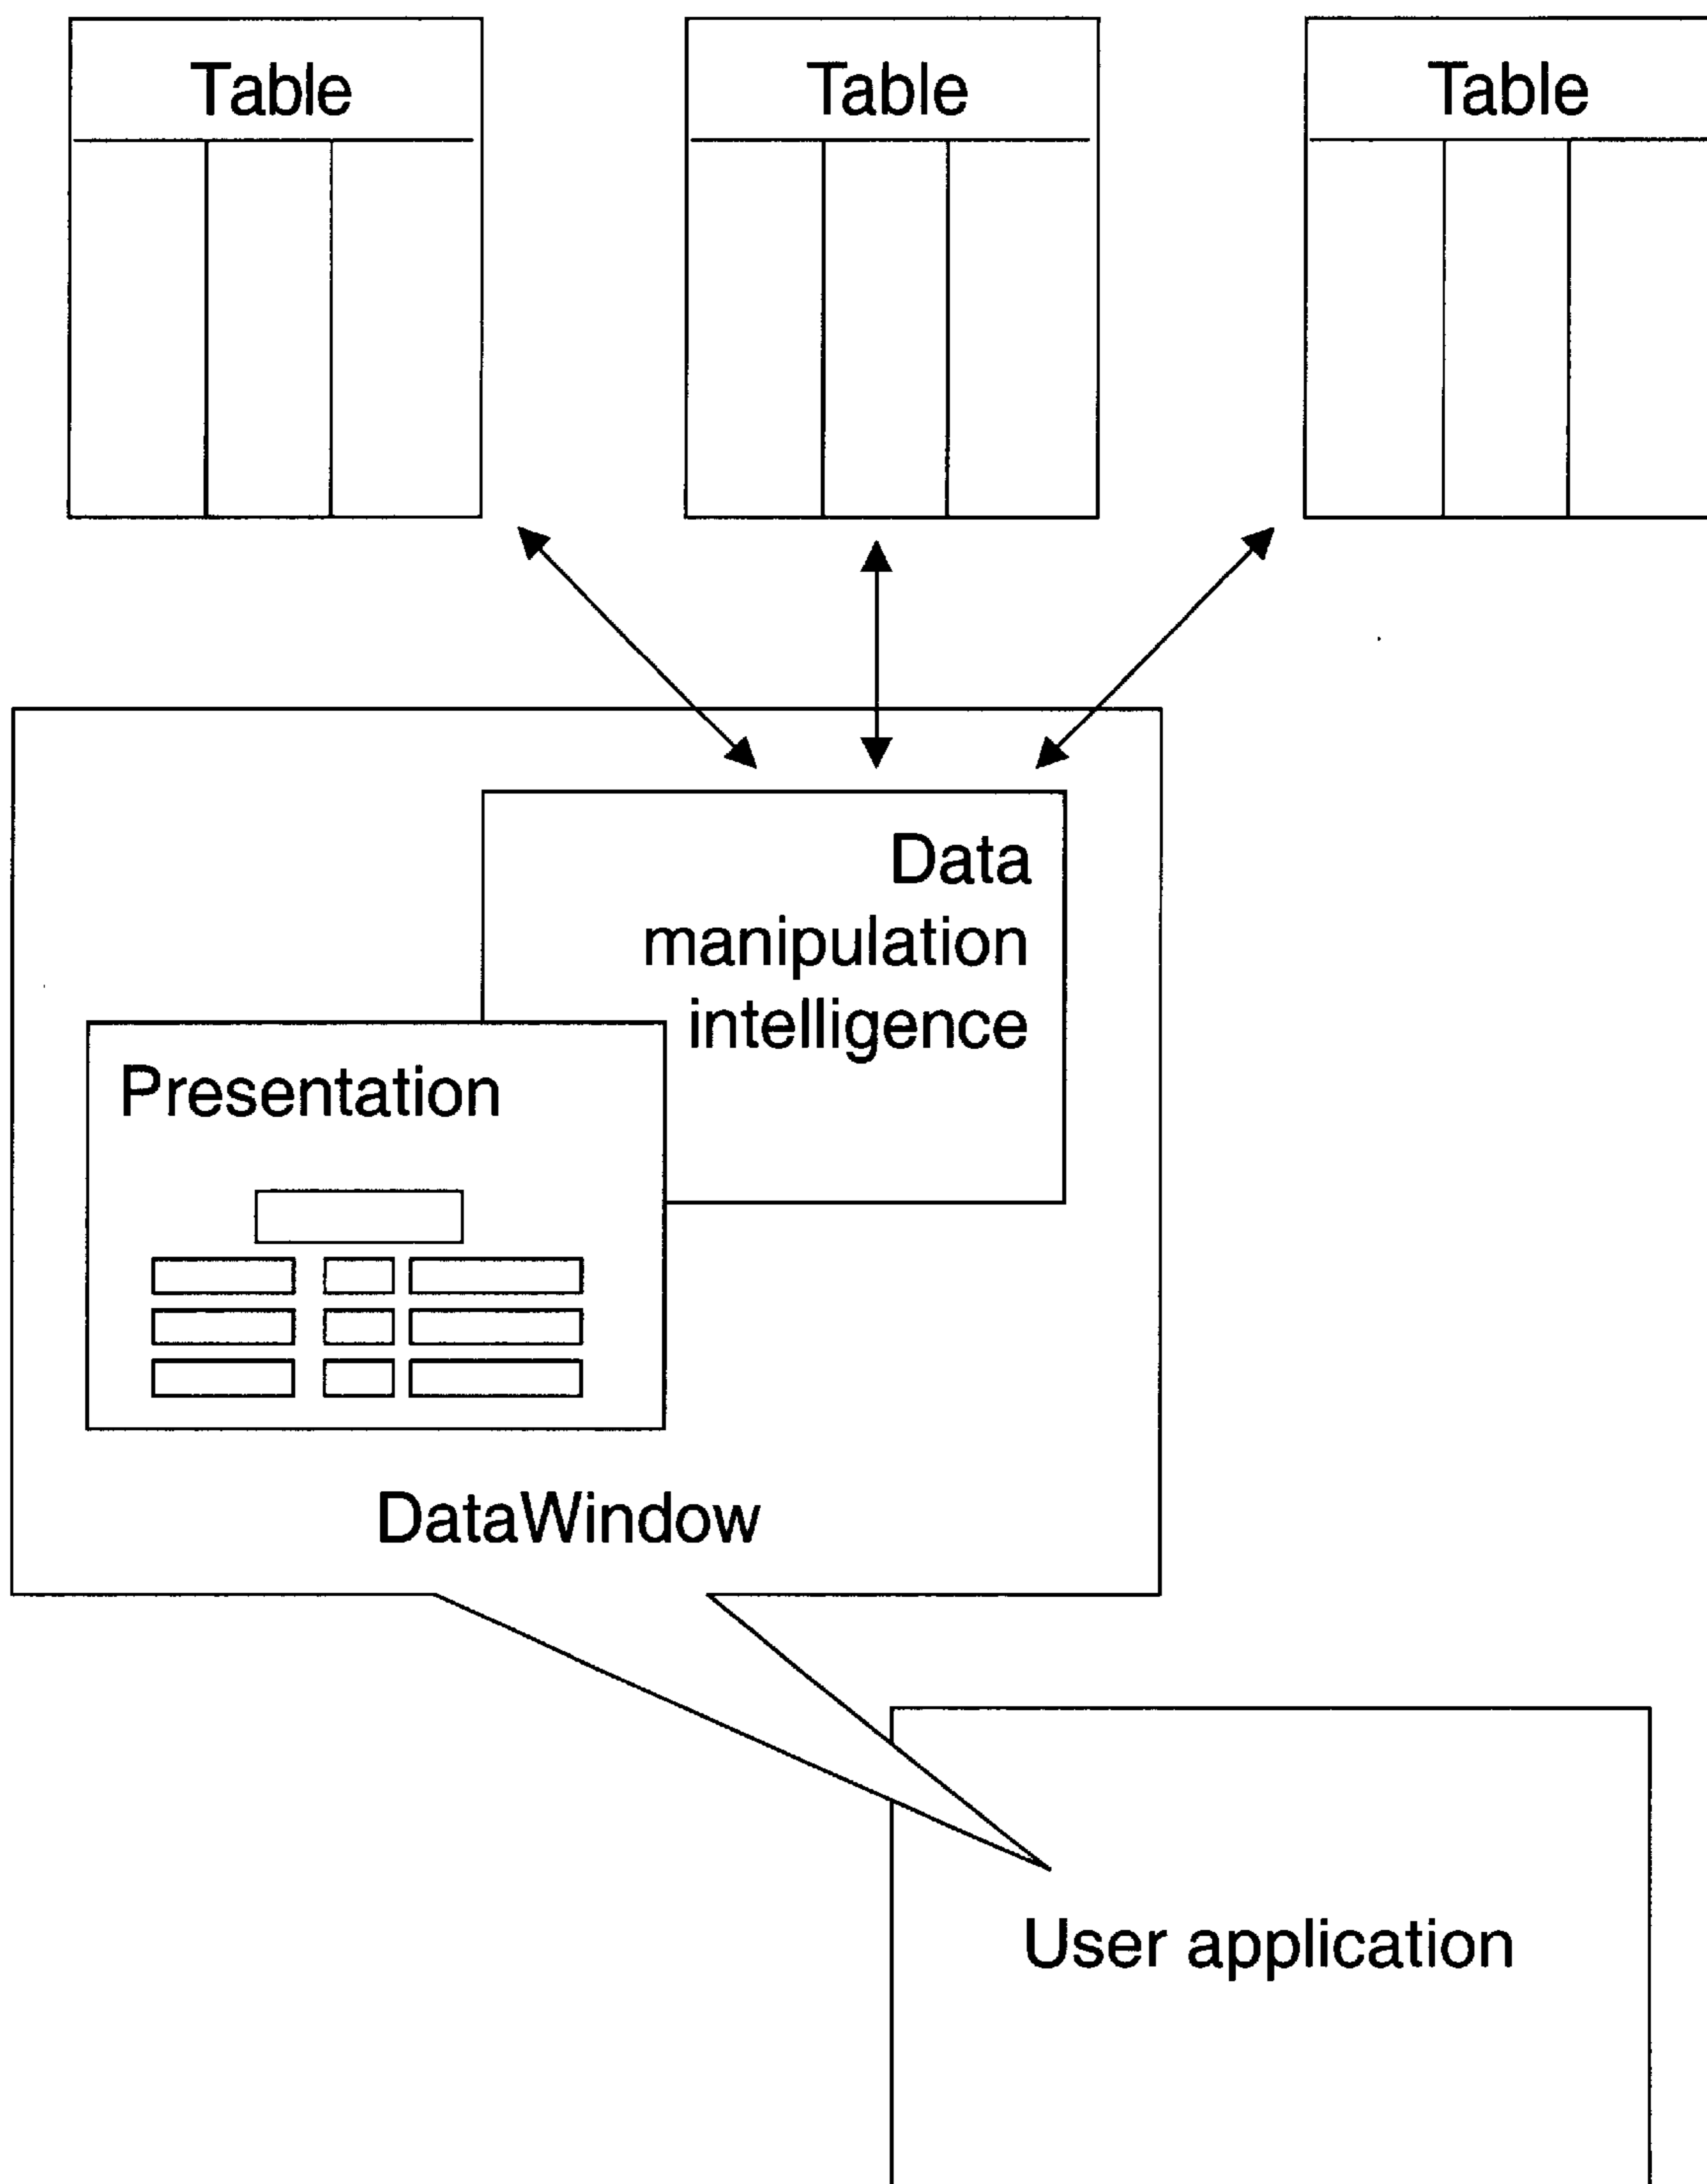 Table
Table
Table
Data
manipulation
intelligence
Presentation
DataWindow
User application